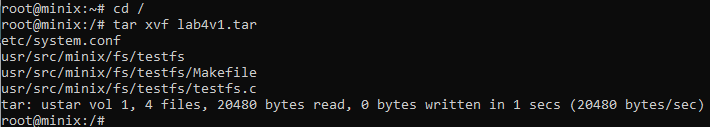 root@minix:~# cd /
root@minix:/# tar xvf lab4v1.tar
etc/system.conf
usr/src/minix/fs/testfs
usr/src/minix/fs/testfs/Makefile
usr/src/minix/fs/testfs/testfs.c
tar: ustar vol 1, 4 files, 20480 bytes read, 0 bytes written in 1 secs (20480 bytes/sec)
root@minix:/#